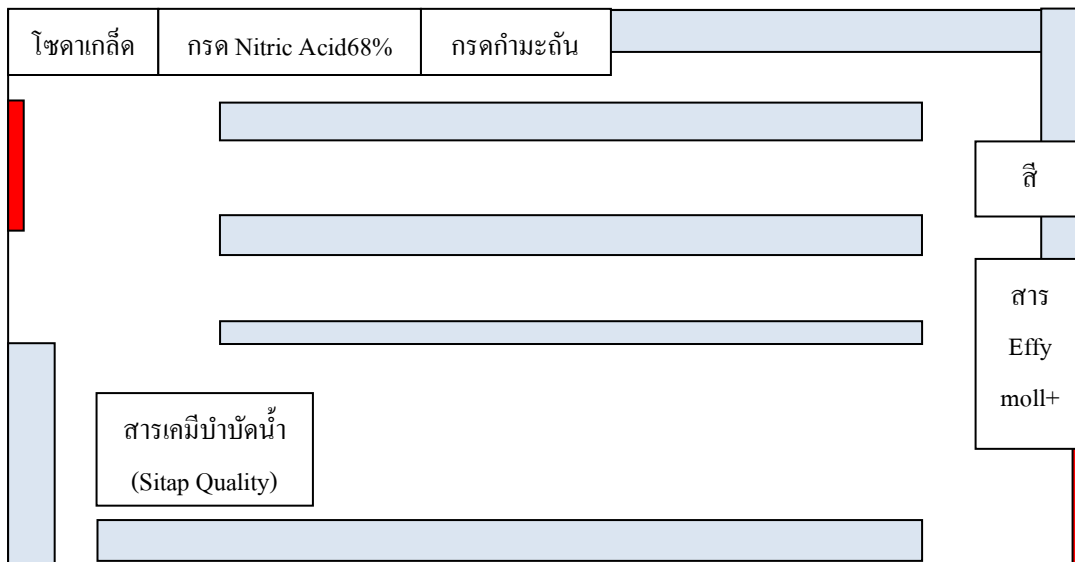 โซดาเกล็ด
กรด Nitric Acid68%
กรดกำมะถัน
สี
สาร
Effy
moll+
สารเคมีบำบัดน้ำ
(Sitap Quality)